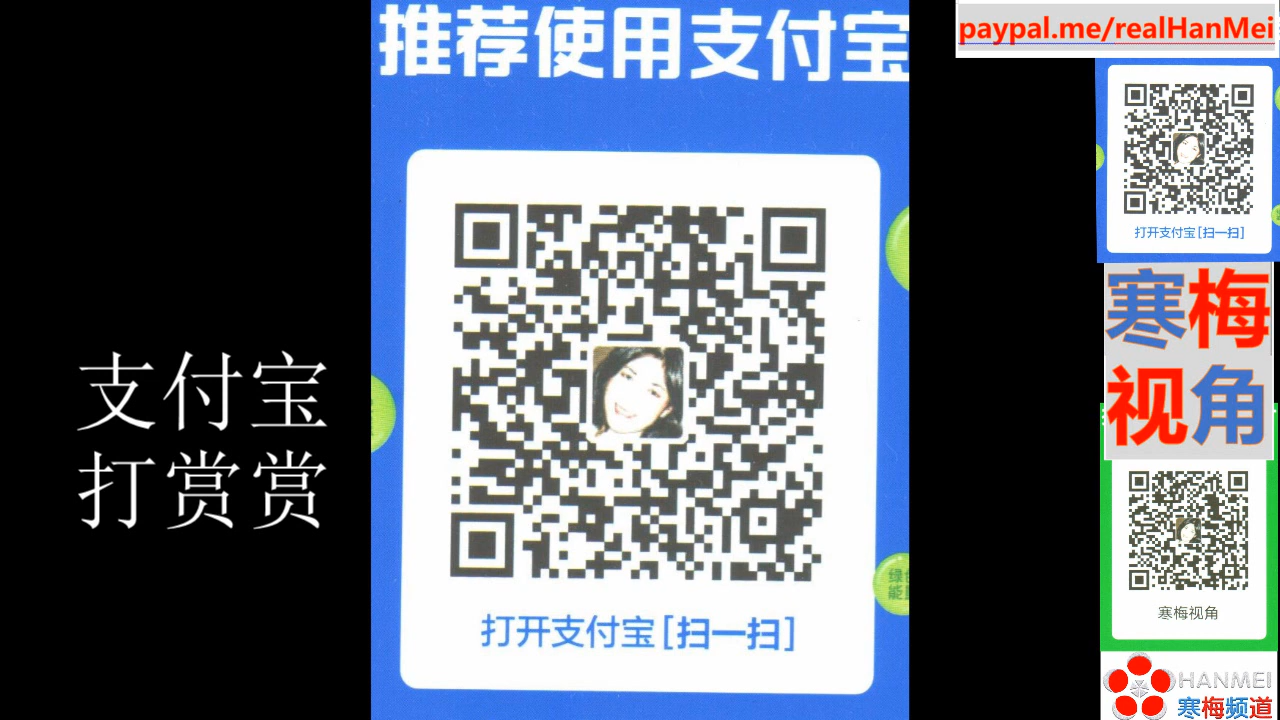 推荐使用支付宝
支付宝
打赏赏
打开支付宝[扫一扫]
paypal.me/realHanMei
打开支付宝[扫一扫]
寒梅
视角
寒梅视角
HANMEI
寒梅频道